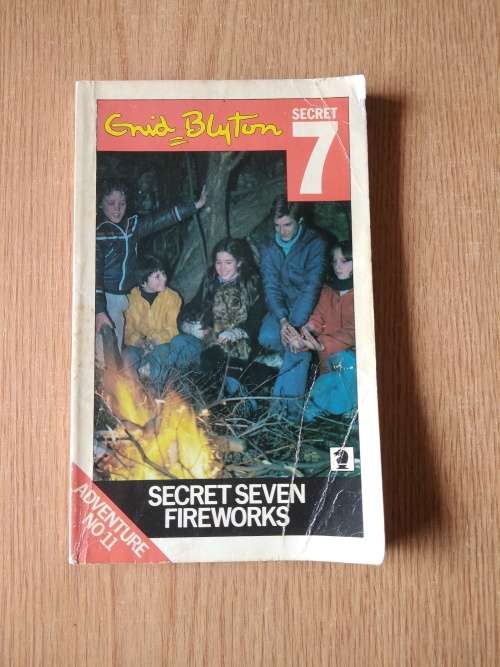 Enid Blyton
SECRET
7
SECRET SEVEN
FIREWORKS
ADVENTURE
NO 11